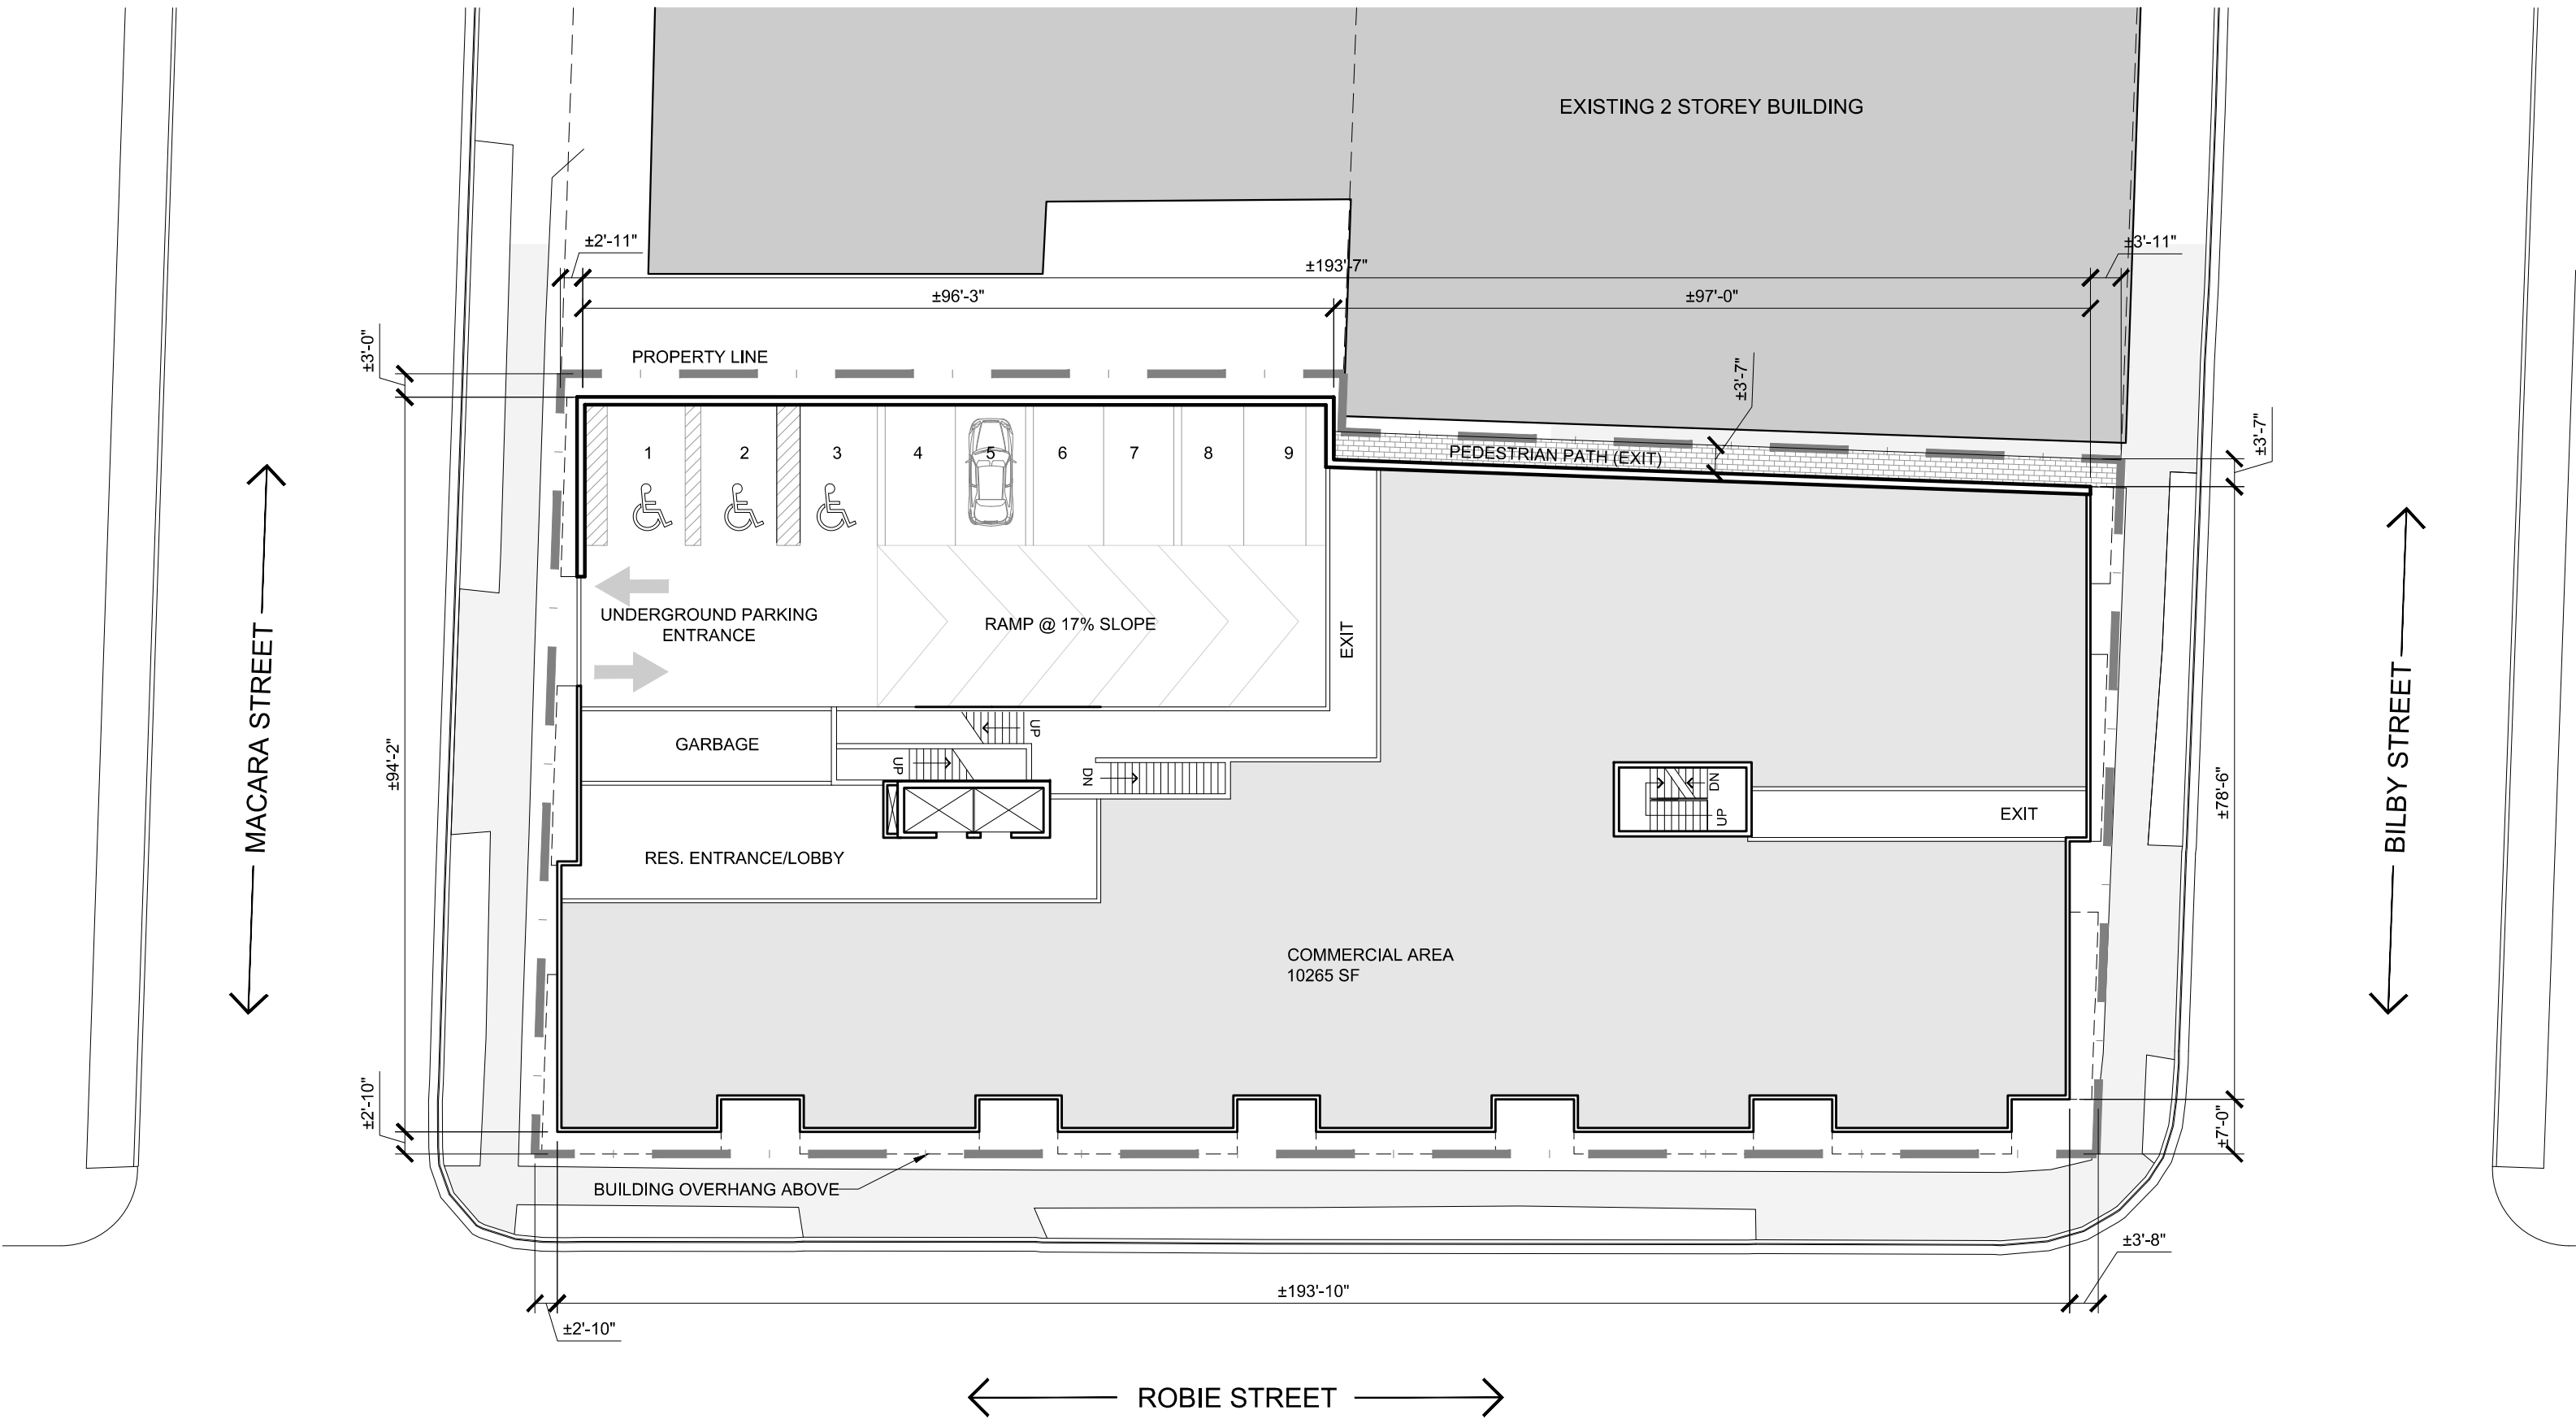 EXISTING 2 STOREY BUILDING
±2'-11"
±3'-11"
±193'-7"
±96'-3"
±97'-0"
±3'-0"
PROPERTY LINE
±3'-7"
±3'-7"
1
2
3
4
5
6
7
8
9
PEDESTRIAN PATH (EXIT)
UNDERGROUND PARKING
ENTRANCE
RAMP @ 17% SLOPE
EXIT
MACARA STREET
BILBY STREET
±94'-2"
±78'-6"
GARBAGE
UP
UP
DN
DN
UP
EXIT
RES. ENTRANCE/LOBBY
COMMERCIAL AREA
10265 SF
±2'-10"
±7'-0"
BUILDING OVERHANG ABOVE
±3'-8"
±193'-10"
±2'-10"
ROBIE STREET